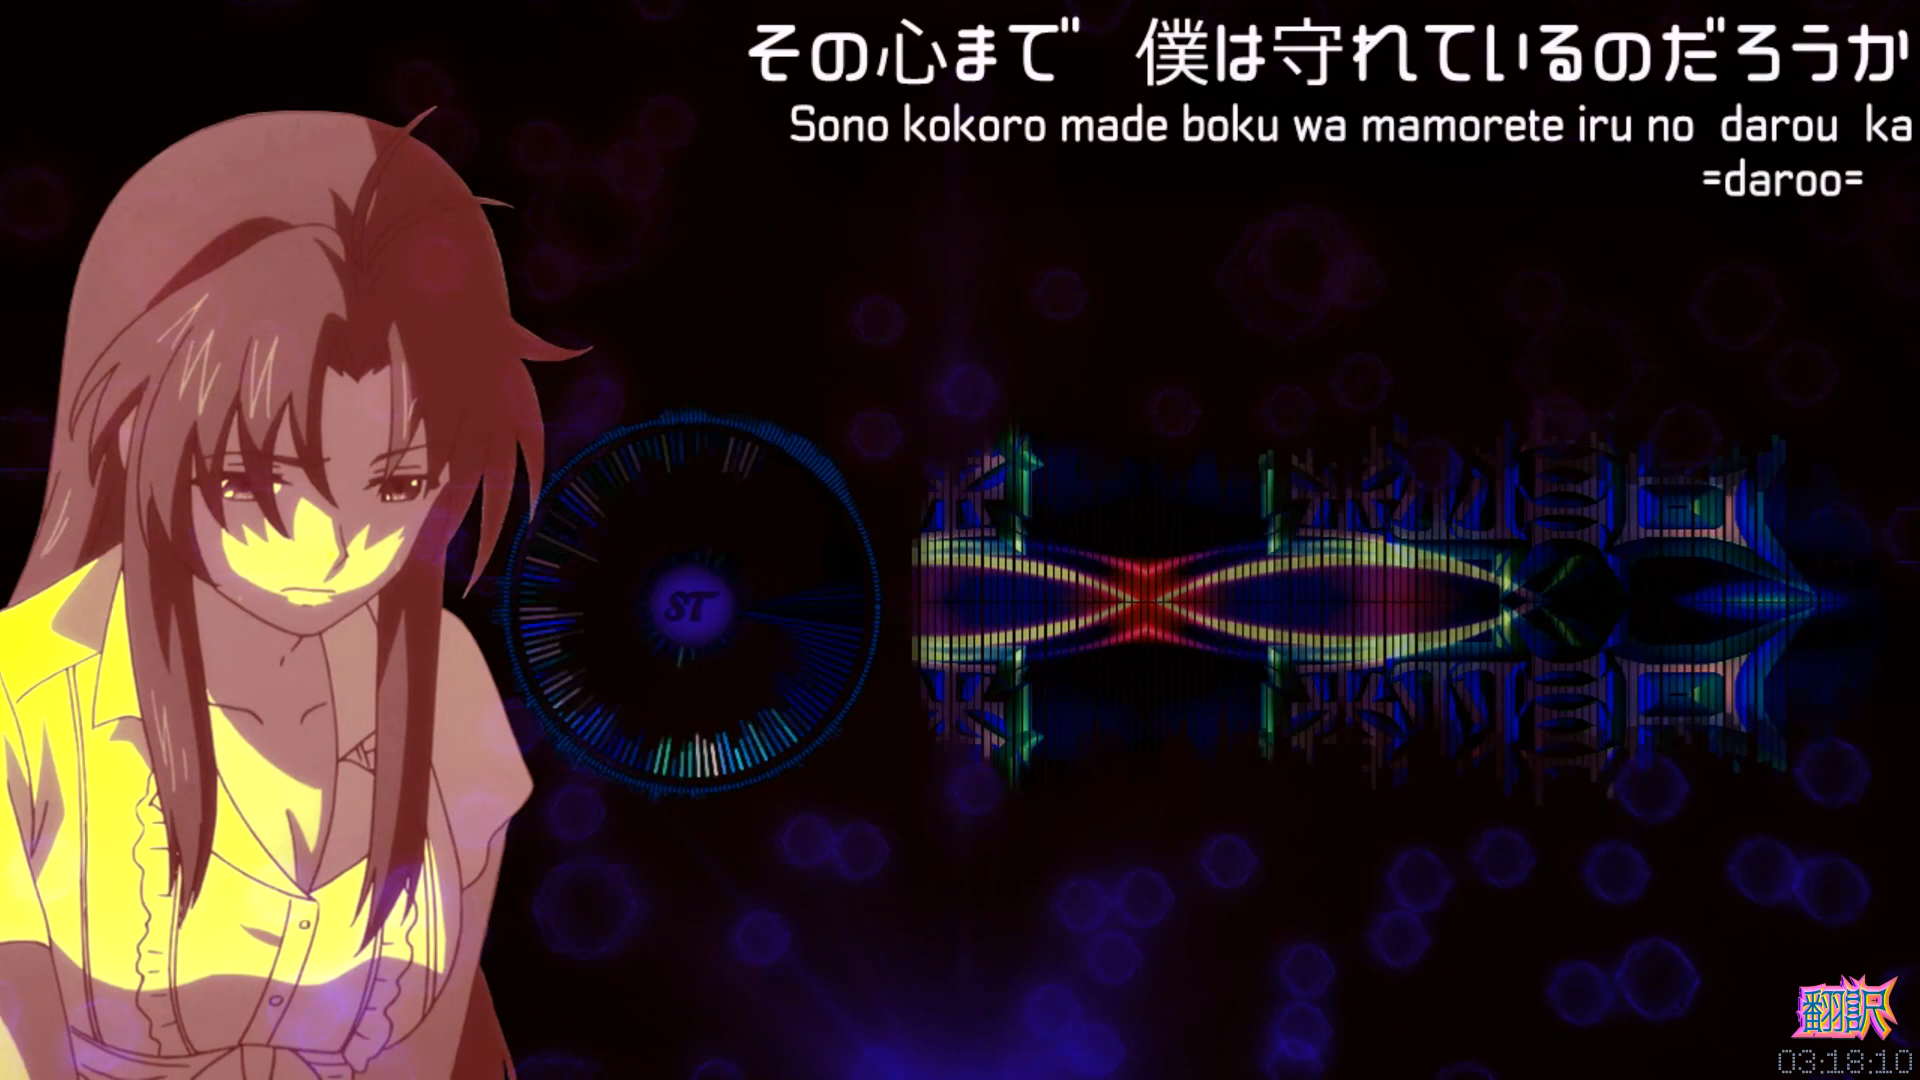 その心まで　僕は守れているのだろうか
Sono kokoro made boku wa mamorete iru no darou ka
=daroo=
ST
翻訳
03:18:10